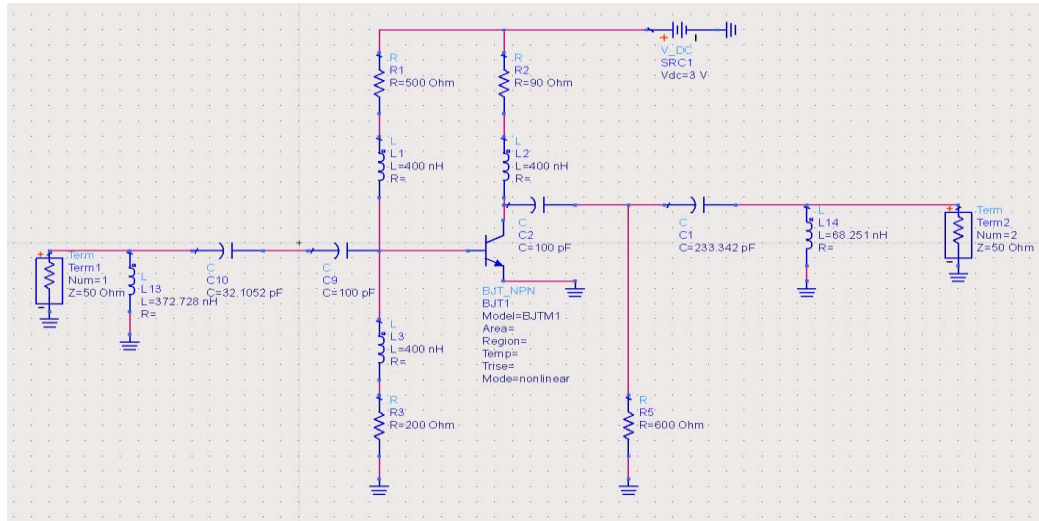 R
R1
R=500 Ohm
R
R2
R=90 Ohm
+
-
V_DC
SRC1
Vdc=3 V
L
L1
L=400 nH
R=
L
L2
L=400 nH
R=
+
Term
Term1
Num=1
Z=50 Ohm
-
L
L13
L=372.728 nH
R=
C
C10
C=32.1052 pF
C
C9
C=100 pF
C
C2
C=100 pF
C
C1
C=233.342 pF
L
L14
L=68.251 nH
R=
+
Term
Term2
Num=2
Z=50 Ohm
-
BJT_NPN
BJT1
Model=BJTM1
Area=
Region=
Temp=
Trise=
Mode=nonlinear
L
L3
L=400 nH
R=
R
R3
R=200 Ohm
R
R5
R=600 Ohm